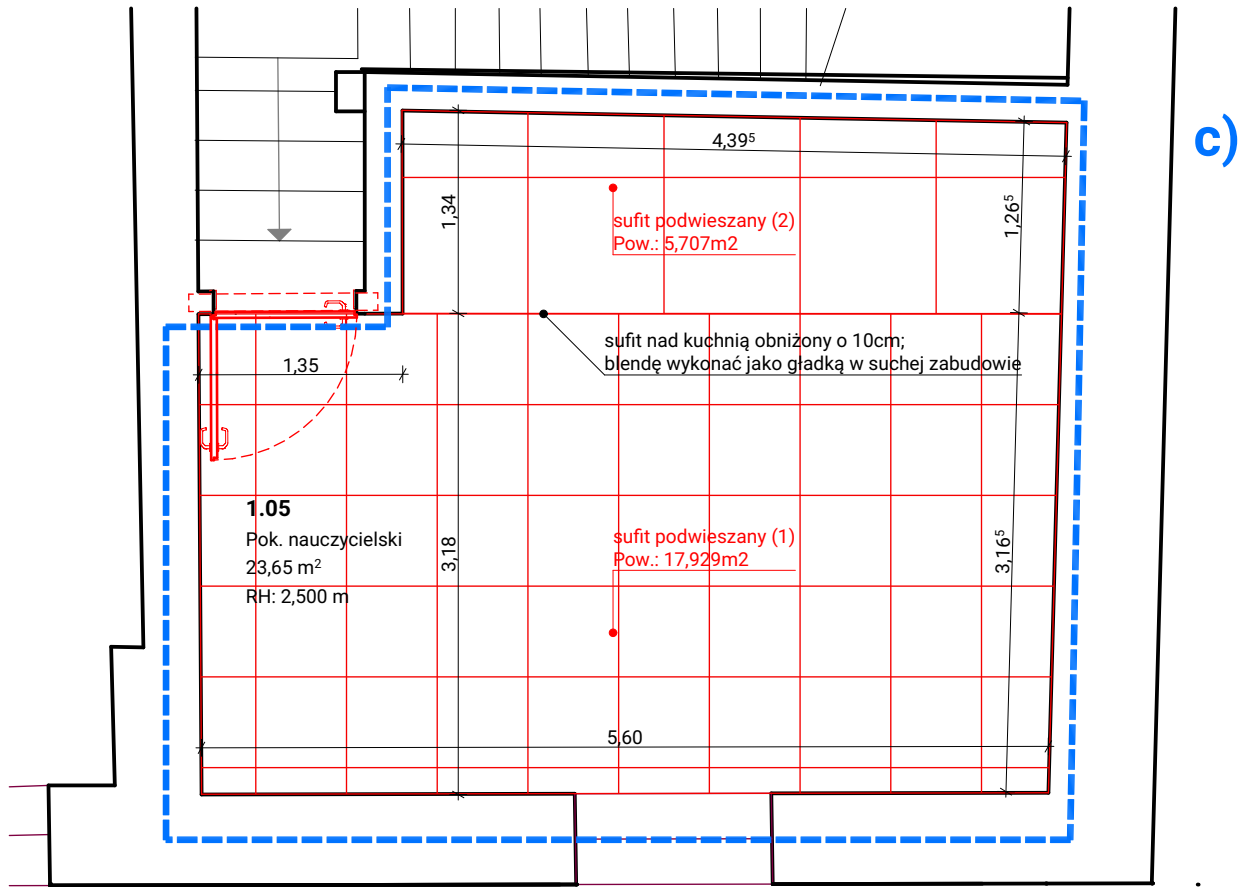 c)
4,39⁵
1,34
1,26⁵
sufit podwieszany (2)
Pow.: 5,707m2
sufit nad kuchnią obniżony o 10cm;
blendę wykonać jako gładką w suchej zabudowie
1,35
1.05
Pok. nauczycielski
23,65 m²
RH: 2,500 m
3,18
sufit podwieszany (1)
Pow.: 17,929m2
3,16⁵
5,60